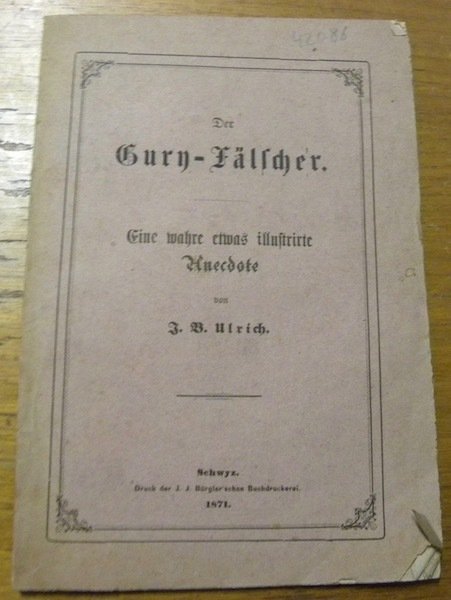 42086
Der
Gury-Fälscher.
Eine wahre etwas illustrirte
Anecdote
von
J. B. Ulrich.
Schwyz.
Druck der J. J. Bürgler'schen Buchdruckerei.
1871.